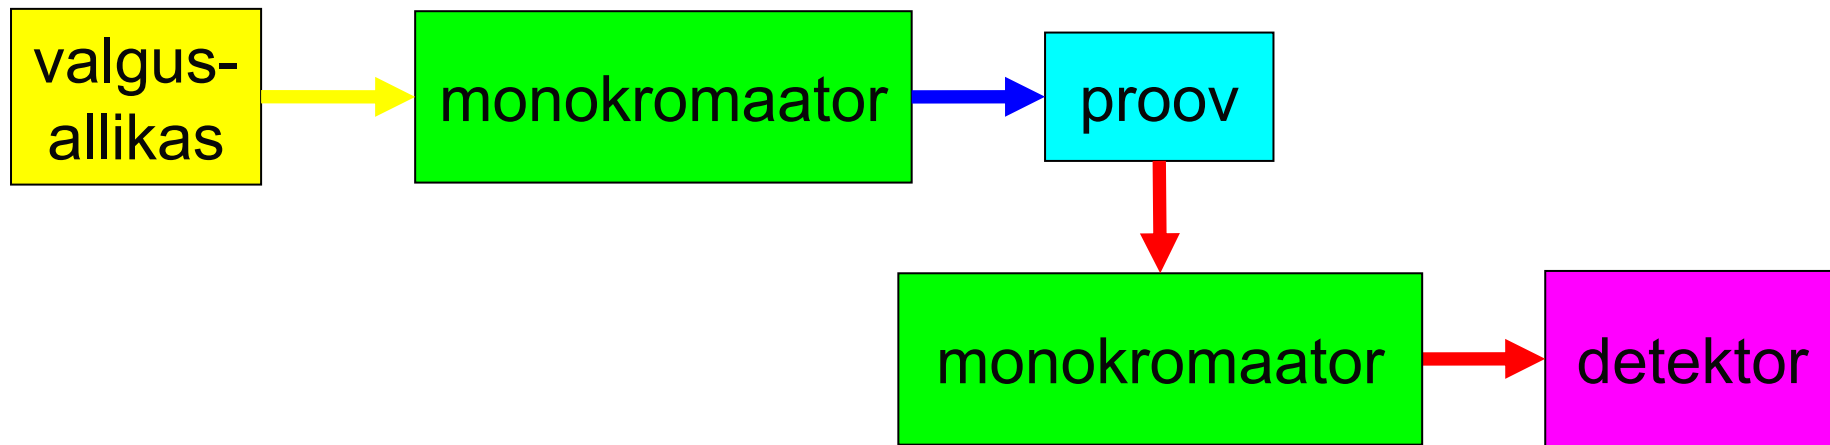 valgus-
allikas
monokromaator
proov
monokromaator
detektor